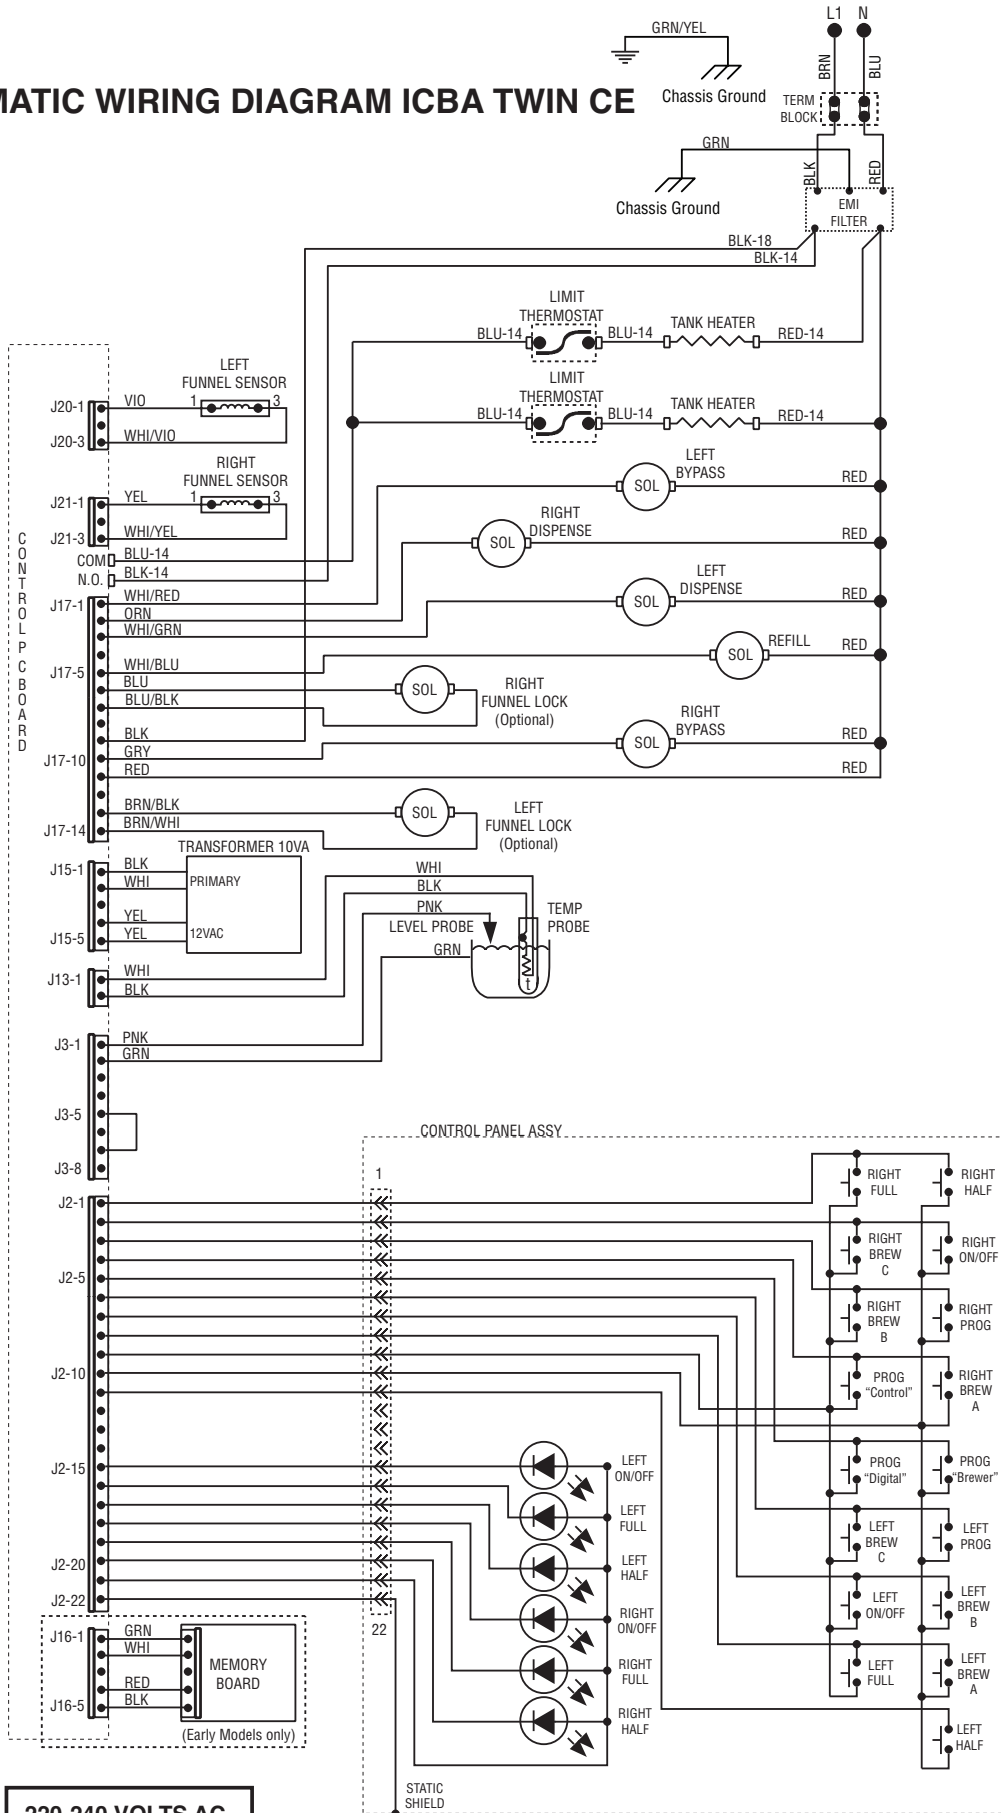 L1 N
GRN/YEL
BRN
BLU
MATIC WIRING DIAGRAM ICBA TWIN CE
Chassis Ground
TERM
BLOCK
GRN
BLK
RED
Chassis Ground
EMI
FILTER
BLK-18
BLK-14
LIMIT
THERMOSTAT
BLU-14
BLU-14
TANK HEATER
RED-14
LIMIT
THERMOSTAT
BLU-14
BLU-14
TANK HEATER
RED-14
CONTROL P C BOARD
LEFT
FUNNEL SENSOR
J20-1
VIO
1
3
J20-3
WHI/VIO
RIGHT
FUNNEL SENSOR
J21-1
YEL
1
3
J21-3
WHI/YEL
COM
BLU-14
N.O.
BLK-14
LEFT
BYPASS
SOL
RED
RIGHT
DISPENSE
SOL
RED
LEFT
DISPENSE
SOL
RED
REFILL
SOL
RED
J17-1
WHI/RED
ORN
WHI/GRN
J17-5
WHI/BLU
BLU
BLU/BLK
SOL
RIGHT
FUNNEL LOCK
(Optional)
BLK
GRY
J17-10
RED
RIGHT
BYPASS
SOL
RED
RED
BRN/BLK
J17-14
BRN/WHI
SOL
LEFT
FUNNEL LOCK
(Optional)
TRANSFORMER 10VA
J15-1
BLK
WHI
PRIMARY
YEL
J15-5
YEL
12VAC
WHI
BLK
PNK
LEVEL PROBE
TEMP
PROBE
GRN
t
J13-1
WHI
BLK
J3-1
PNK
GRN
J3-5
J3-8
CONTROL PANEL ASSY
1
J2-1
J2-5
J2-10
J2-15
J2-20
J2-22
22
RIGHT
FULL
RIGHT
HALF
RIGHT
BREW
C
RIGHT
ON/OFF
RIGHT
BREW
B
RIGHT
PROG
PROG
“Control”
RIGHT
BREW
A
PROG
“Digital”
PROG
“Brewer”
LEFT
BREW
C
LEFT
PROG
LEFT
ON/OFF
LEFT
BREW
B
LEFT
FULL
LEFT
BREW
A
LEFT
HALF
LEFT
ON/OFF
LEFT
FULL
LEFT
HALF
RIGHT
ON/OFF
RIGHT
FULL
RIGHT
HALF
J16-1
GRN
WHI
RED
J16-5
BLK
MEMORY
BOARD
(Early Models only)
STATIC
SHIELD
220-240 VOLTS AC